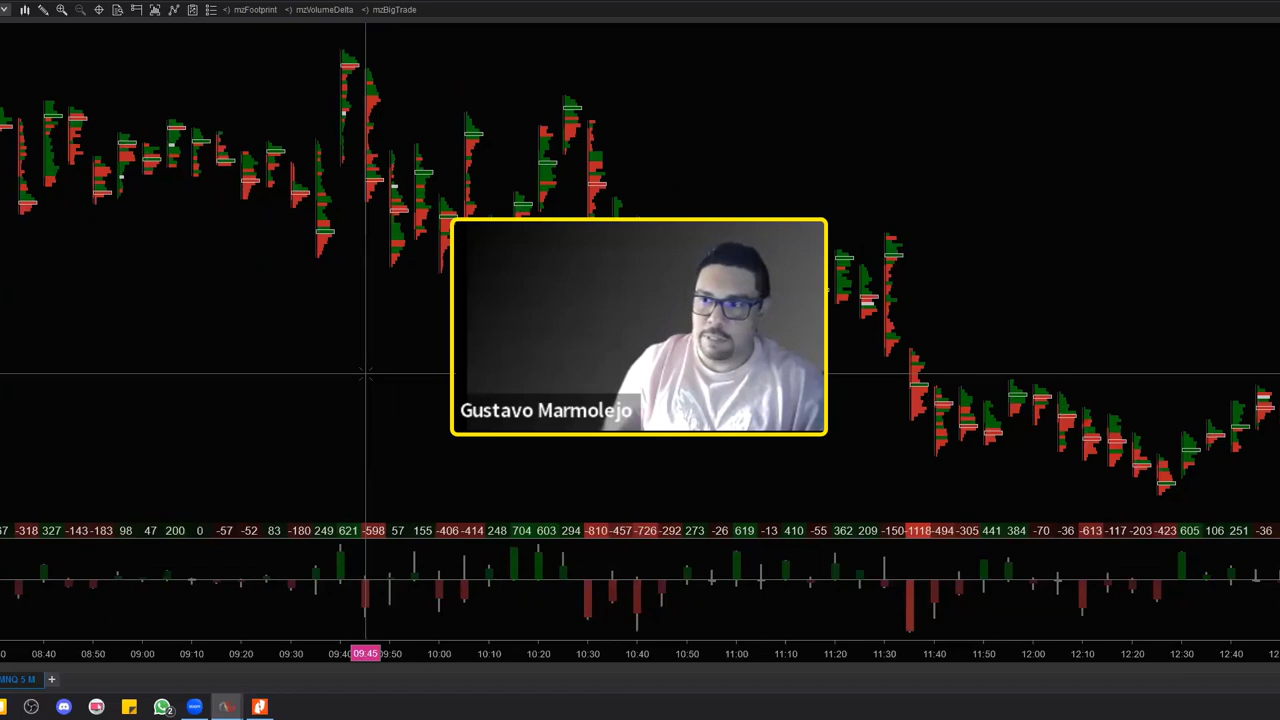 mzFootprint mzVolumeDelta mzBigTrade
Gustavo Marmolejo
-318 327 -143 -183 98 47 200 0 -57 -52 83 -180 249 621 -598 57 155 -406 -414 248 704 603 294 -810 -457 -726 -292 273 -26 619 -13 410 -55 362 209 -150 -1118 -494 -305 441 384 -70 -36 -613 -117 -203 -423 605 106 251 -36
08:40 08:50 09:00 09:10 09:20 09:30 09:40 09:45 09:50 10:00 10:10 10:20 10:30 10:40 10:50 11:00 11:10 11:20 11:30 11:40 11:50 12:00 12:10 12:20 12:30 12:40
MNQ 5 M
2